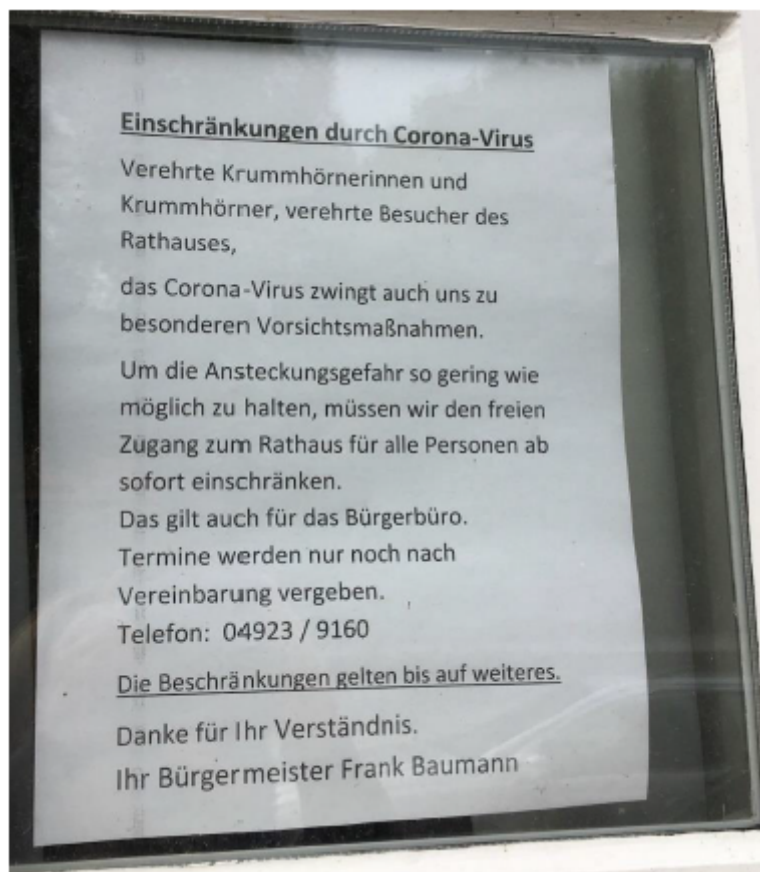 Einschränkungen durch Corona-Virus
Verehrte Krummhörnerinnen und
Krummhörner, verehrte Besucher des
Rathauses,
das Corona-Virus zwingt auch uns zu
besonderen Vorsichtsmaßnahmen.
Um die Ansteckungsgefahr so gering wie
möglich zu halten, müssen wir den freien
Zugang zum Rathaus für alle Personen ab
sofort einschränken.
Das gilt auch für das Bürgerbüro.
Termine werden nur noch nach
Vereinbarung vergeben.
Telefon: 04923 / 9160
Die Beschränkungen gelten bis auf weiteres.
Danke für Ihr Verständnis.
Ihr Bürgermeister Frank Baumann